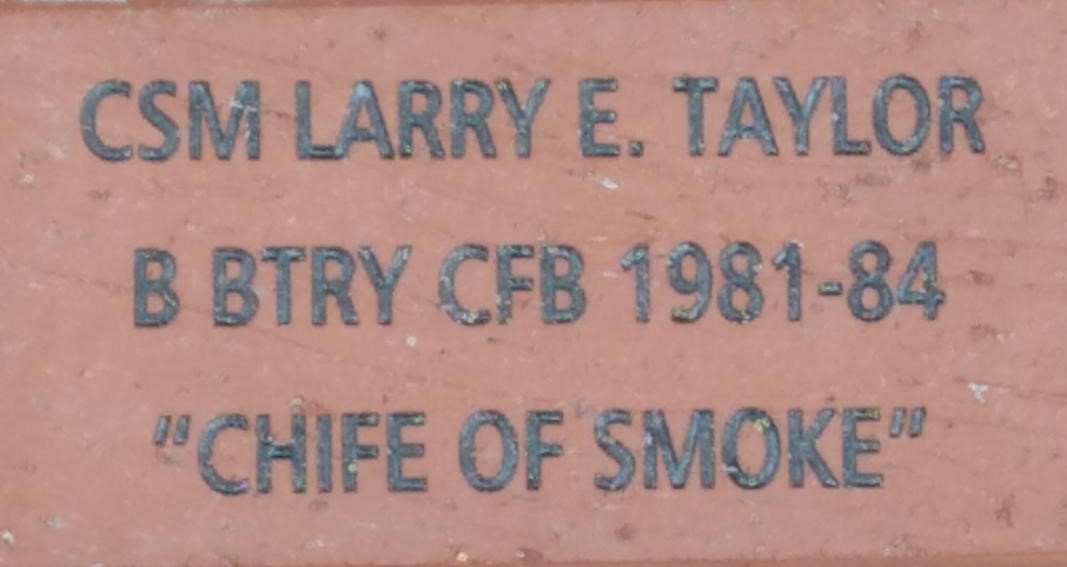 CSM LARRY E. TAYLOR
B BTRY CFB 1981-84
"CHIFE OF SMOKE"